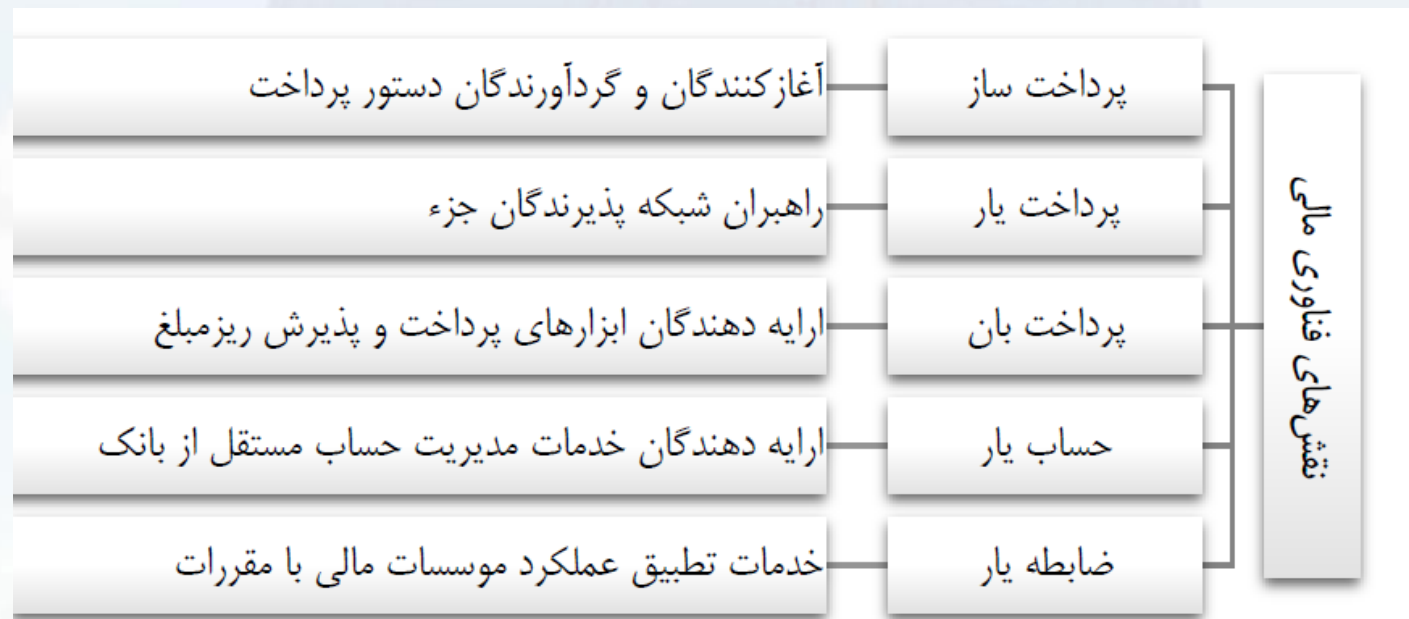 نقش‌های فناوری مالی
پرداخت ساز
آغازکنندگان و گردآورندگان دستور پرداخت
پرداخت یار
راهبران شبکه پذیرندگان جزء
پرداخت بان
ارایه دهندگان ابزارهای پرداخت و پذیرش ریزمبلغ
حساب یار
ارایه دهندگان خدمات مدیریت حساب مستقل از بانک
ضابطه یار
خدمات تطبیق عملکرد موسسات مالی با مقررات